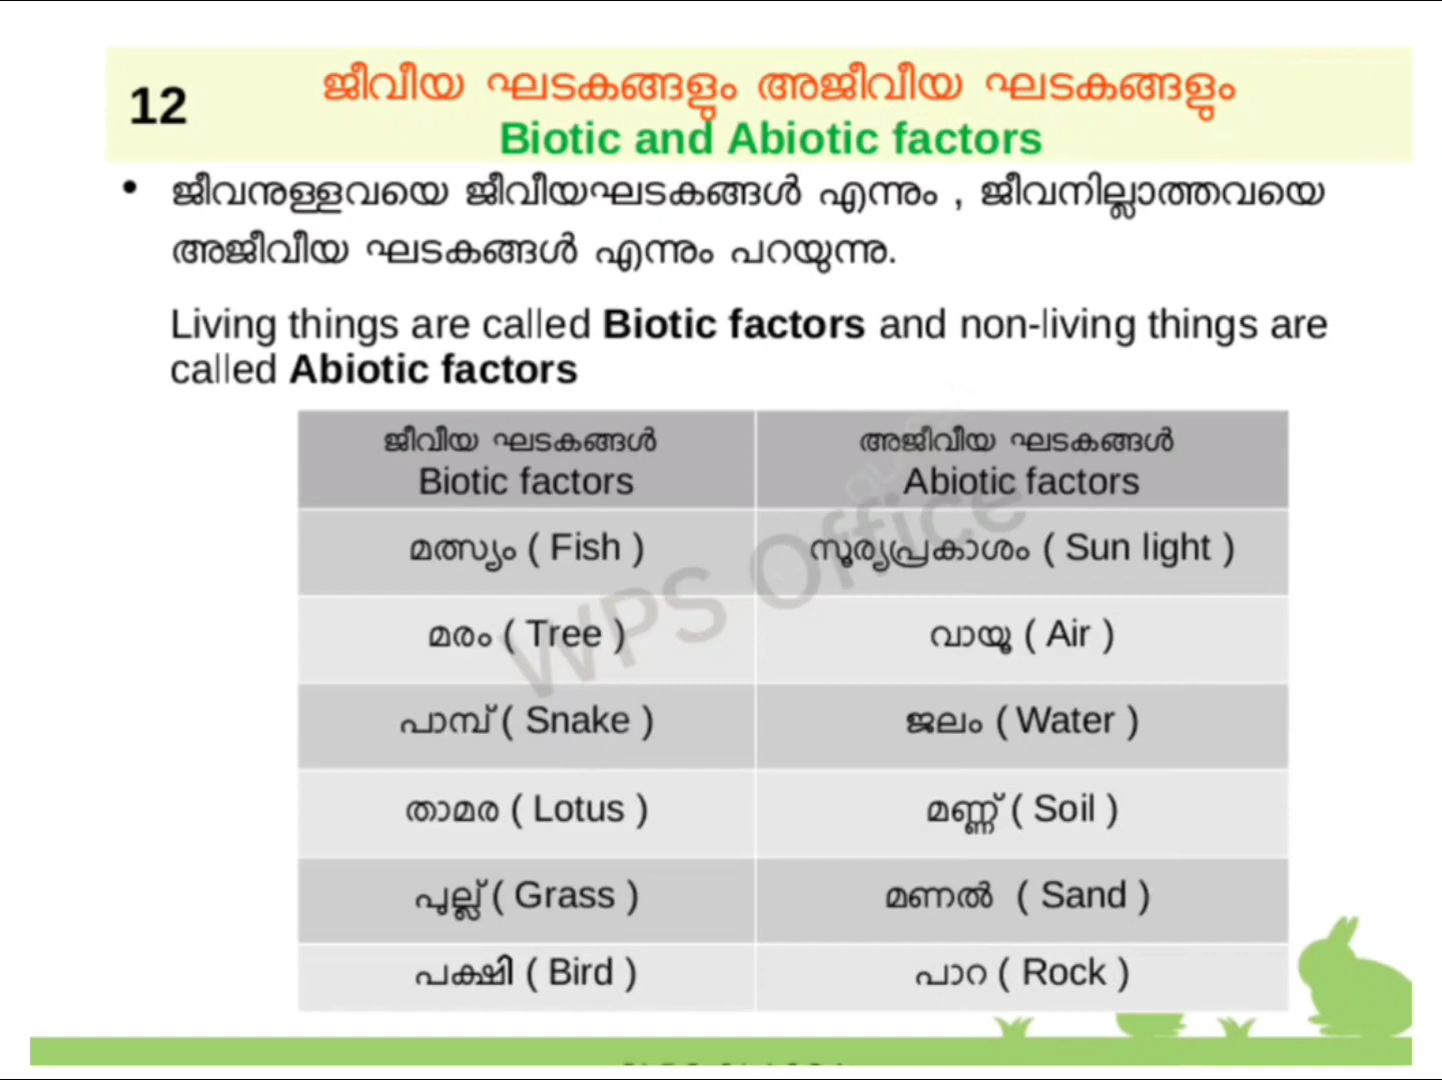 12
ജീവീയ ഘടകങ്ങളും അജീവീയ ഘടകങ്ങളും
Biotic and Abiotic factors
• ജീവനുള്ളവയെ ജീവീയഘടകങ്ങൾ എന്നും , ജീവനില്ലാത്തവയെ
അജീവീയ ഘടകങ്ങൾ എന്നും പറയുന്നു.
Living things are called Biotic factors and non-living things are
called Abiotic factors
ജീവീയ ഘടകങ്ങൾ അജീവീയ ഘടകങ്ങൾ
Biotic factors Abiotic factors
മത്സ്യം ( Fish ) സൂര്യപ്രകാശം ( Sun light )
മരം ( Tree ) വായൂ ( Air )
പാമ്പ് ( Snake ) ജലം ( Water )
താമര ( Lotus ) മണ്ണ് ( Soil )
പുല്ല് ( Grass ) മണൽ ( Sand )
പക്ഷി ( Bird ) പാറ ( Rock )
WPS Office